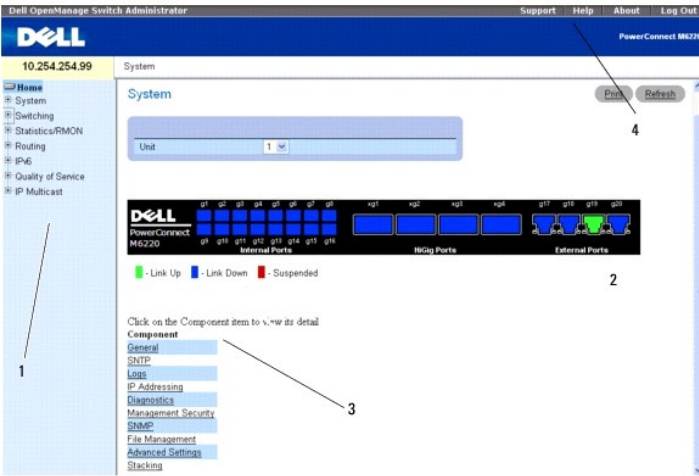 Dell OpenManage Switch Administrator Support Help About Log Out
DELL PowerConnect M6220
10.254.254.99 System
Home
System
Switching
Statistics/RMON
Routing
IPv6
Quality of Service
IP Multicast
System
Print Refresh
4
Unit 1
g1 g2 g3 g4 g5 g6 g7 g8 xg1 xg2 xg3 xg4 g17 g18 g19 g20
DELL
PowerConnect
M6220
g9 g10 g11 g12 g13 g14 g15 g16
Internal Ports HiGig Ports External Ports
- Link Up - Link Down - Suspended
2
Click on the Component item to view its detail
Component
General
SNTP
Logs
IP Addressing
Diagnostics
Management Security
SNMP
File Management
Advanced Settings
Stacking
1
3